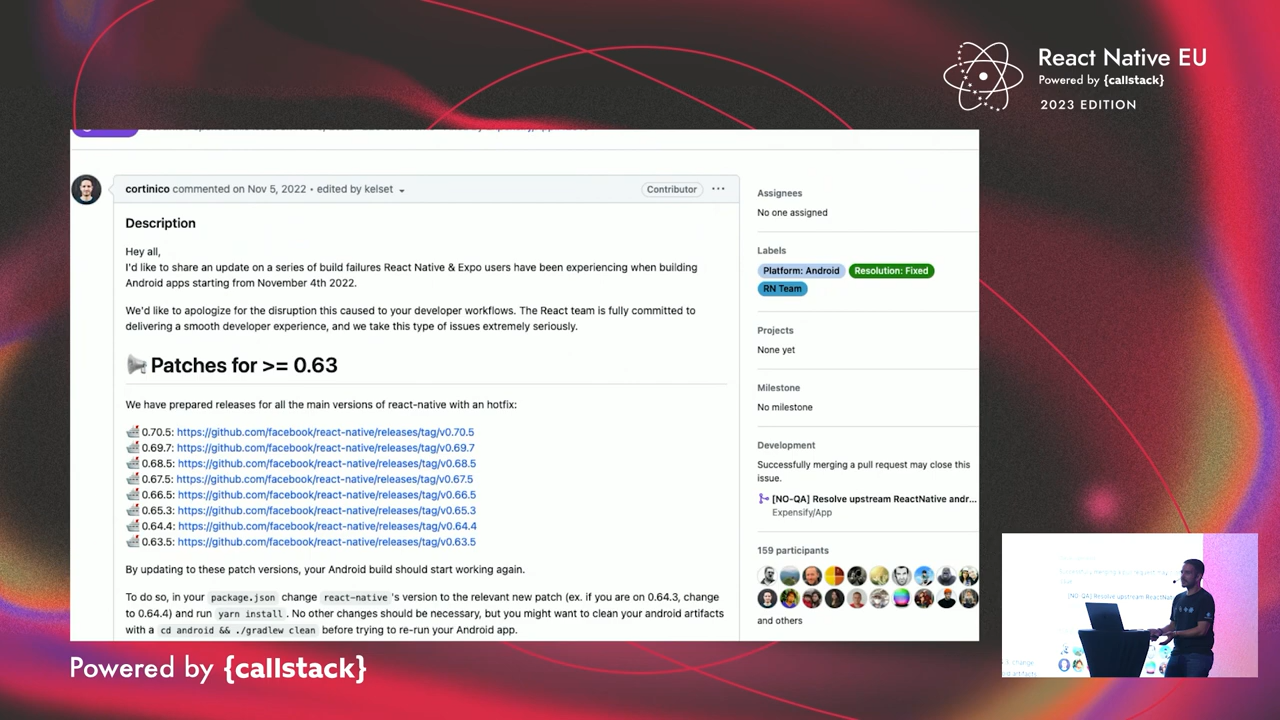 React Native EU
Powered by {callstack}
2023 EDITION
cortinico commented on Nov 5, 2022 • edited by kelset
Contributor
Description
Hey all,
I'd like to share an update on a series of build failures React Native & Expo users have been experiencing when building
Android apps starting from November 4th 2022.
We'd like to apologize for the disruption this caused to your developer workflows. The React team is fully committed to
delivering a smooth developer experience, and we take this type of issues extremely seriously.
Patches for >= 0.63
We have prepared releases for all the main versions of react-native with an hotfix:
0.70.5: https://github.com/facebook/react-native/releases/tag/v0.70.5
0.69.7: https://github.com/facebook/react-native/releases/tag/v0.69.7
0.68.5: https://github.com/facebook/react-native/releases/tag/v0.68.5
0.67.5: https://github.com/facebook/react-native/releases/tag/v0.67.5
0.66.5: https://github.com/facebook/react-native/releases/tag/v0.66.5
0.65.3: https://github.com/facebook/react-native/releases/tag/v0.65.3
0.64.4: https://github.com/facebook/react-native/releases/tag/v0.64.4
0.63.5: https://github.com/facebook/react-native/releases/tag/v0.63.5
By updating to these patch versions, your Android build should start working again.
To do so, in your package.json change react-native 's version to the relevant new patch (ex. if you are on 0.64.3, change
to 0.64.4) and run yarn install . No other changes should be necessary, but you might want to clean your android artifacts
with a cd android && ./gradlew clean before trying to re-run your Android app.
Assignees
No one assigned
Labels
Platform: Android
Resolution: Fixed
RN Team
Projects
None yet
Milestone
No milestone
Development
Successfully merging a pull request may close this
issue.
[NO-QA] Resolve upstream ReactNative andr...
Expensify/App
159 participants
and others
[NO-QA] Resolve upstream ReactNat
Powered by {callstack}